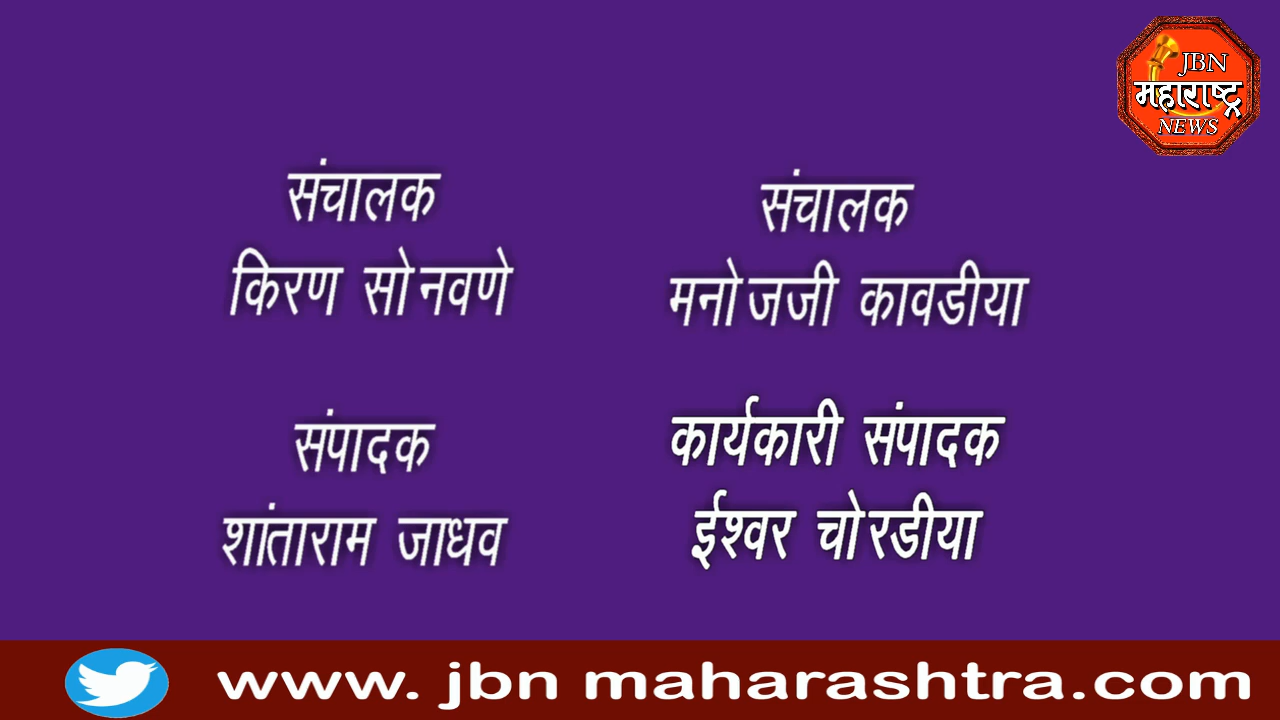 JBN
महाराष्ट्र
NEWS
संचालक
किरण सोनवणे
संचालक
मनोजजी कावडीया
संपादक
शांताराम जाधव
कार्यकारी संपादक
ईश्वर चोरडीया
www. jbn maharashtra.com